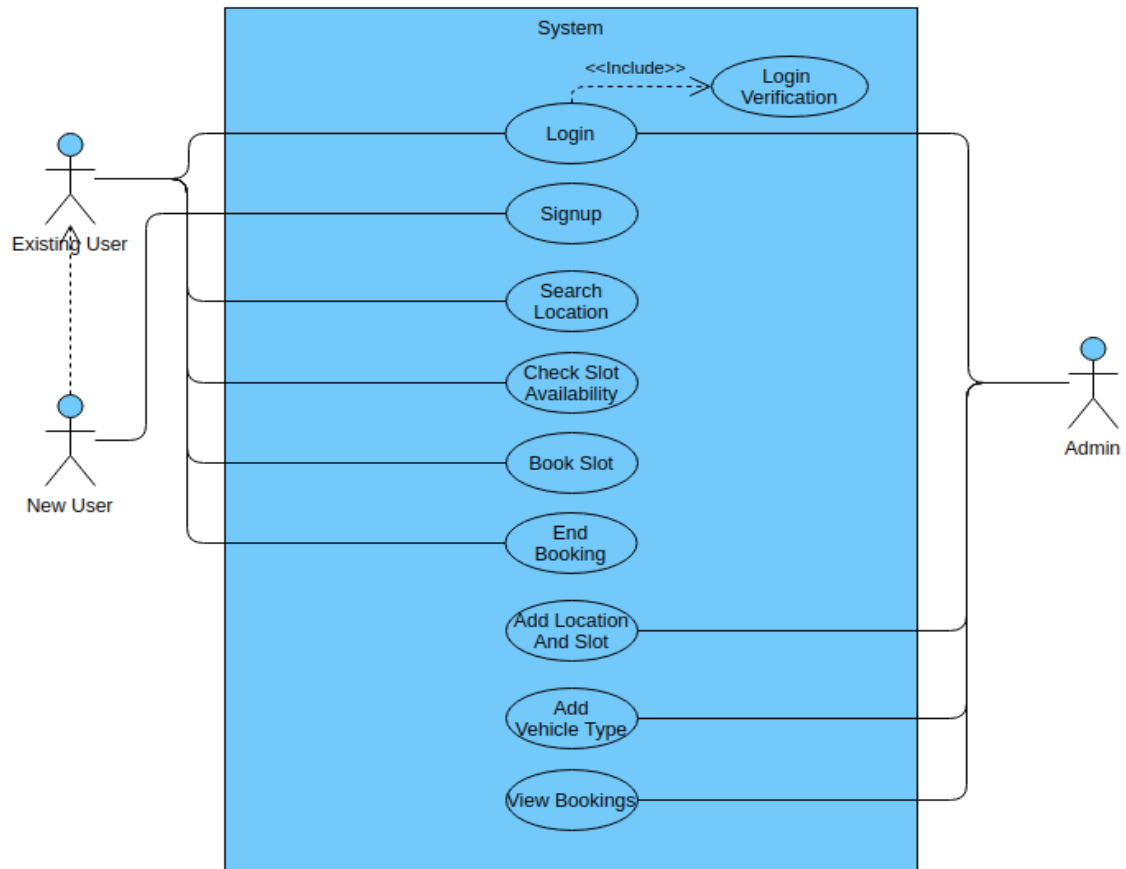 System
<<Include>>
Login
Verification
Login
Existing User
Signup
Search
Location
Check Slot
Availability
Admin
Book Slot
New User
End
Booking
Add Location
And Slot
Add
Vehicle Type
View Bookings